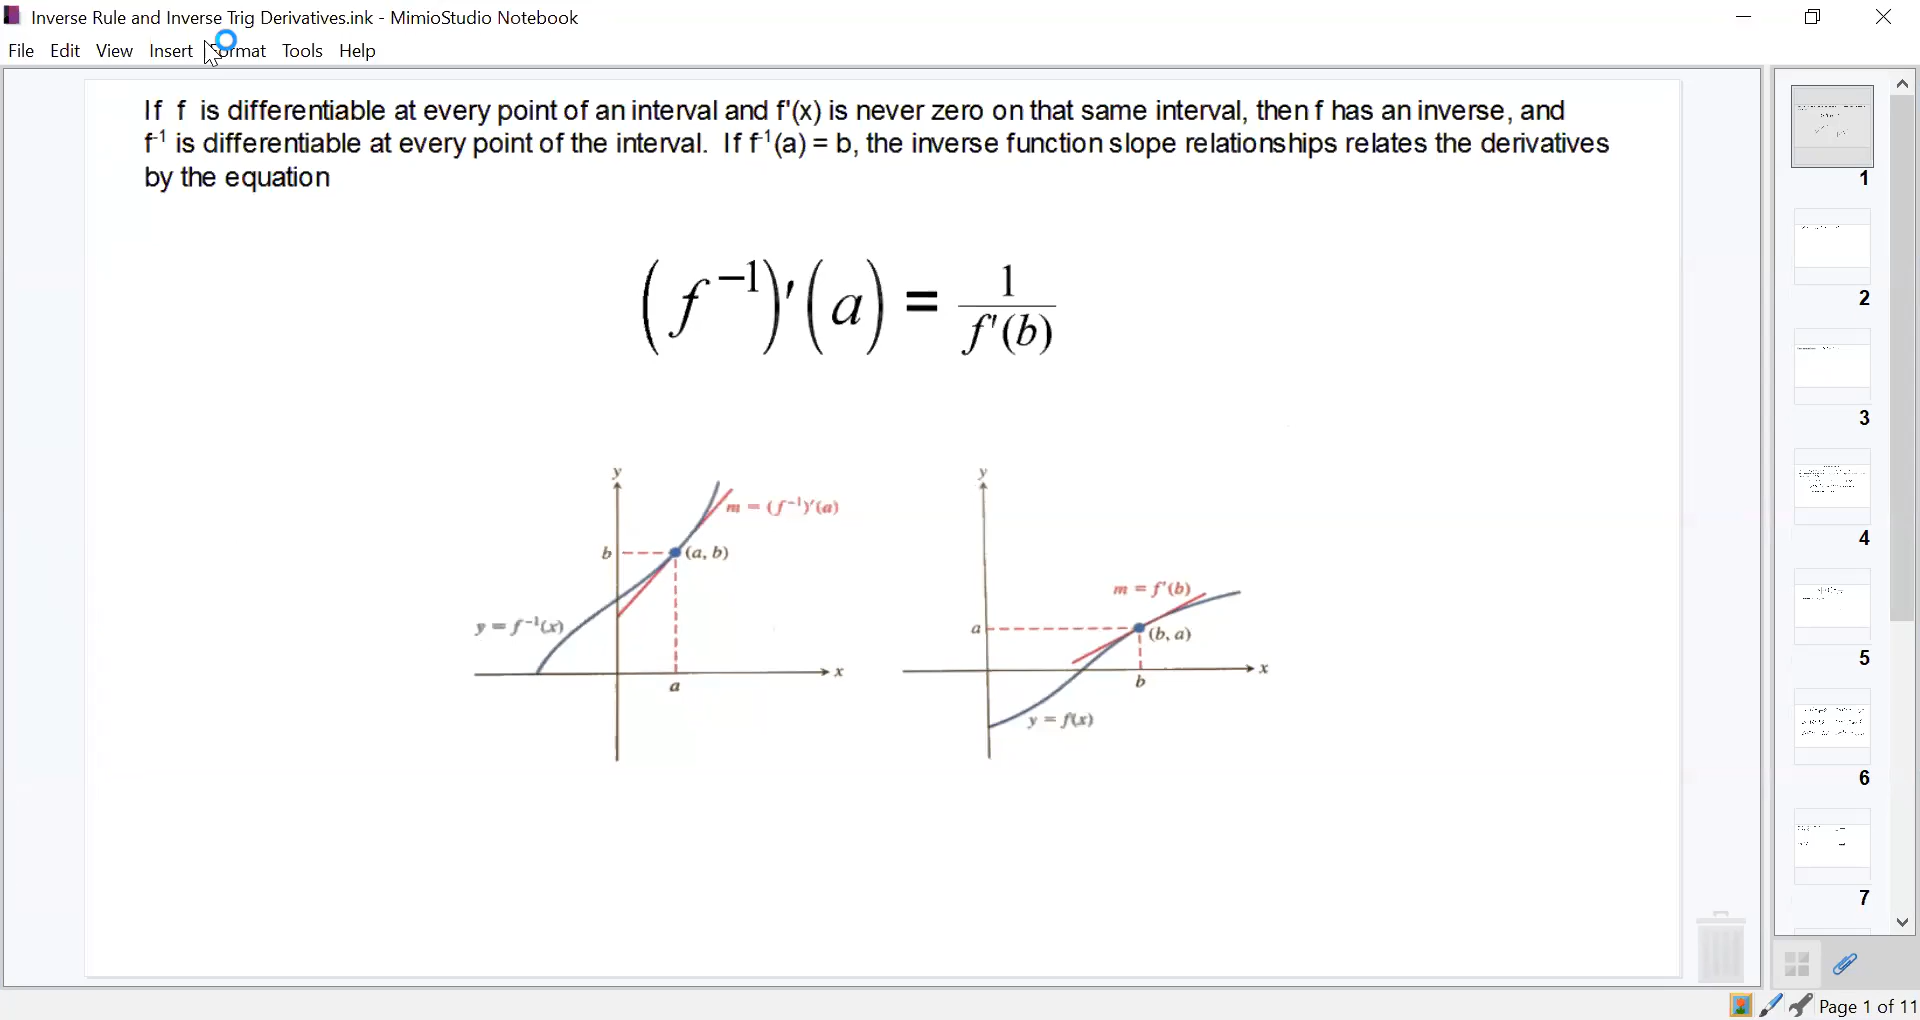 Inverse Rule and Inverse Trig Derivatives.ink - MimioStudio Notebook
File Edit View Insert Format Tools Help
If f is differentiable at every point of an interval and f'(x) is never zero on that same interval, then f has an inverse, and
f⁻¹ is differentiable at every point of the interval. If f⁻¹(a) = b, the inverse function slope relationships relates the derivatives
by the equation
(f⁻¹)'(a) = 1/f'(b)
y
m = (f⁻¹)'(a)
b
(a, b)
y = f⁻¹(x)
x
a
y
m = f'(b)
a
(b, a)
x
b
y = f(x)
1
2
3
4
5
6
7
Page 1 of 11